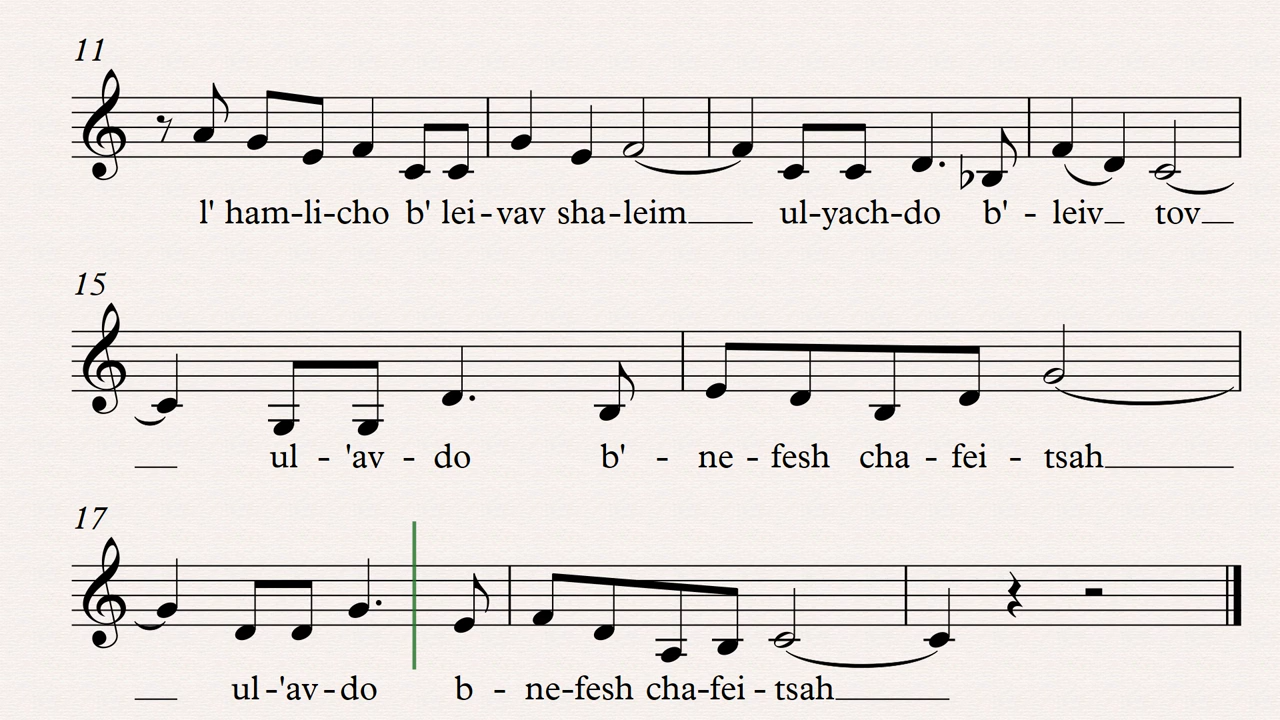 11
l' ham-li-cho b' lei-vav sha-leim ul-yach-do b' - leiv tov
15
ul - 'av - do b' - ne - fesh cha - fei - tsah
17
ul-'av-do b - ne-fesh cha-fei-tsah